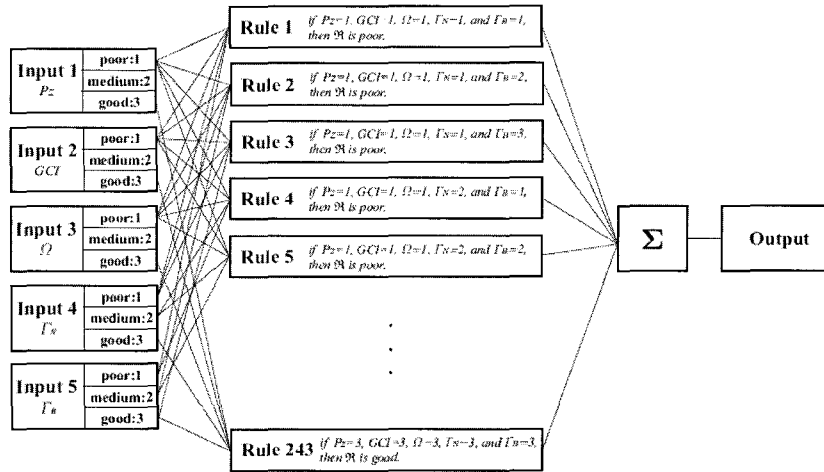 Input 1
Pz
poor:1
medium:2
good:3
Input 2
GCI
poor:1
medium:2
good:3
Input 3
Ω
poor:1
medium:2
good:3
Input 4
ΓN
poor:1
medium:2
good:3
Input 5
ΓB
poor:1
medium:2
good:3
Rule 1
if Pz=1, GCI=1, Ω=1, ΓN=1, and ΓB=1,
then ℜ is poor.
Rule 2
if Pz=1, GCI=1, Ω=1, ΓN=1, and ΓB=2,
then ℜ is poor.
Rule 3
if Pz=1, GCI=1, Ω=1, ΓN=1, and ΓB=3,
then ℜ is poor.
Rule 4
if Pz=1, GCI=1, Ω=1, ΓN=2, and ΓB=1,
then ℜ is poor.
Rule 5
if Pz=1, GCI=1, Ω=1, ΓN=2, and ΓB=2,
then ℜ is poor.
Rule 243
if Pz=3, GCI=3, Ω=3, ΓN=3, and ΓB=3,
then ℜ is good.
Σ
Output